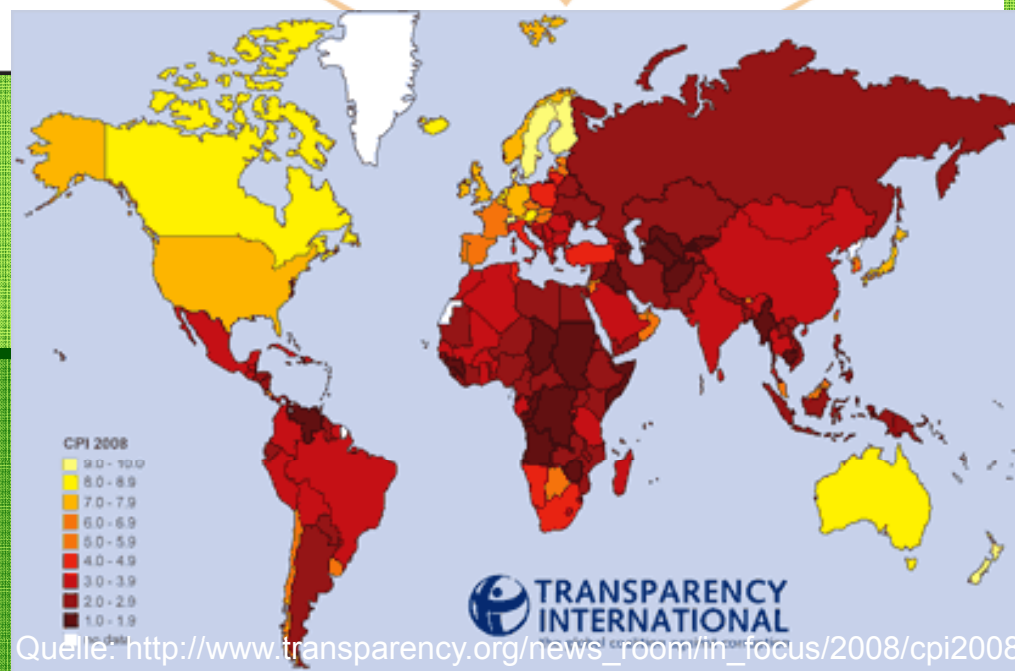 CPI 2008
9.0 - 10.0
8.0 - 8.9
7.0 - 7.9
6.0 - 6.9
5.0 - 5.9
4.0 - 4.9
3.0 - 3.9
2.0 - 2.9
1.0 - 1.9
no data
TRANSPARENCY
INTERNATIONAL
Quelle: http://www.transparency.org/news_room/in_focus/2008/cpi2008